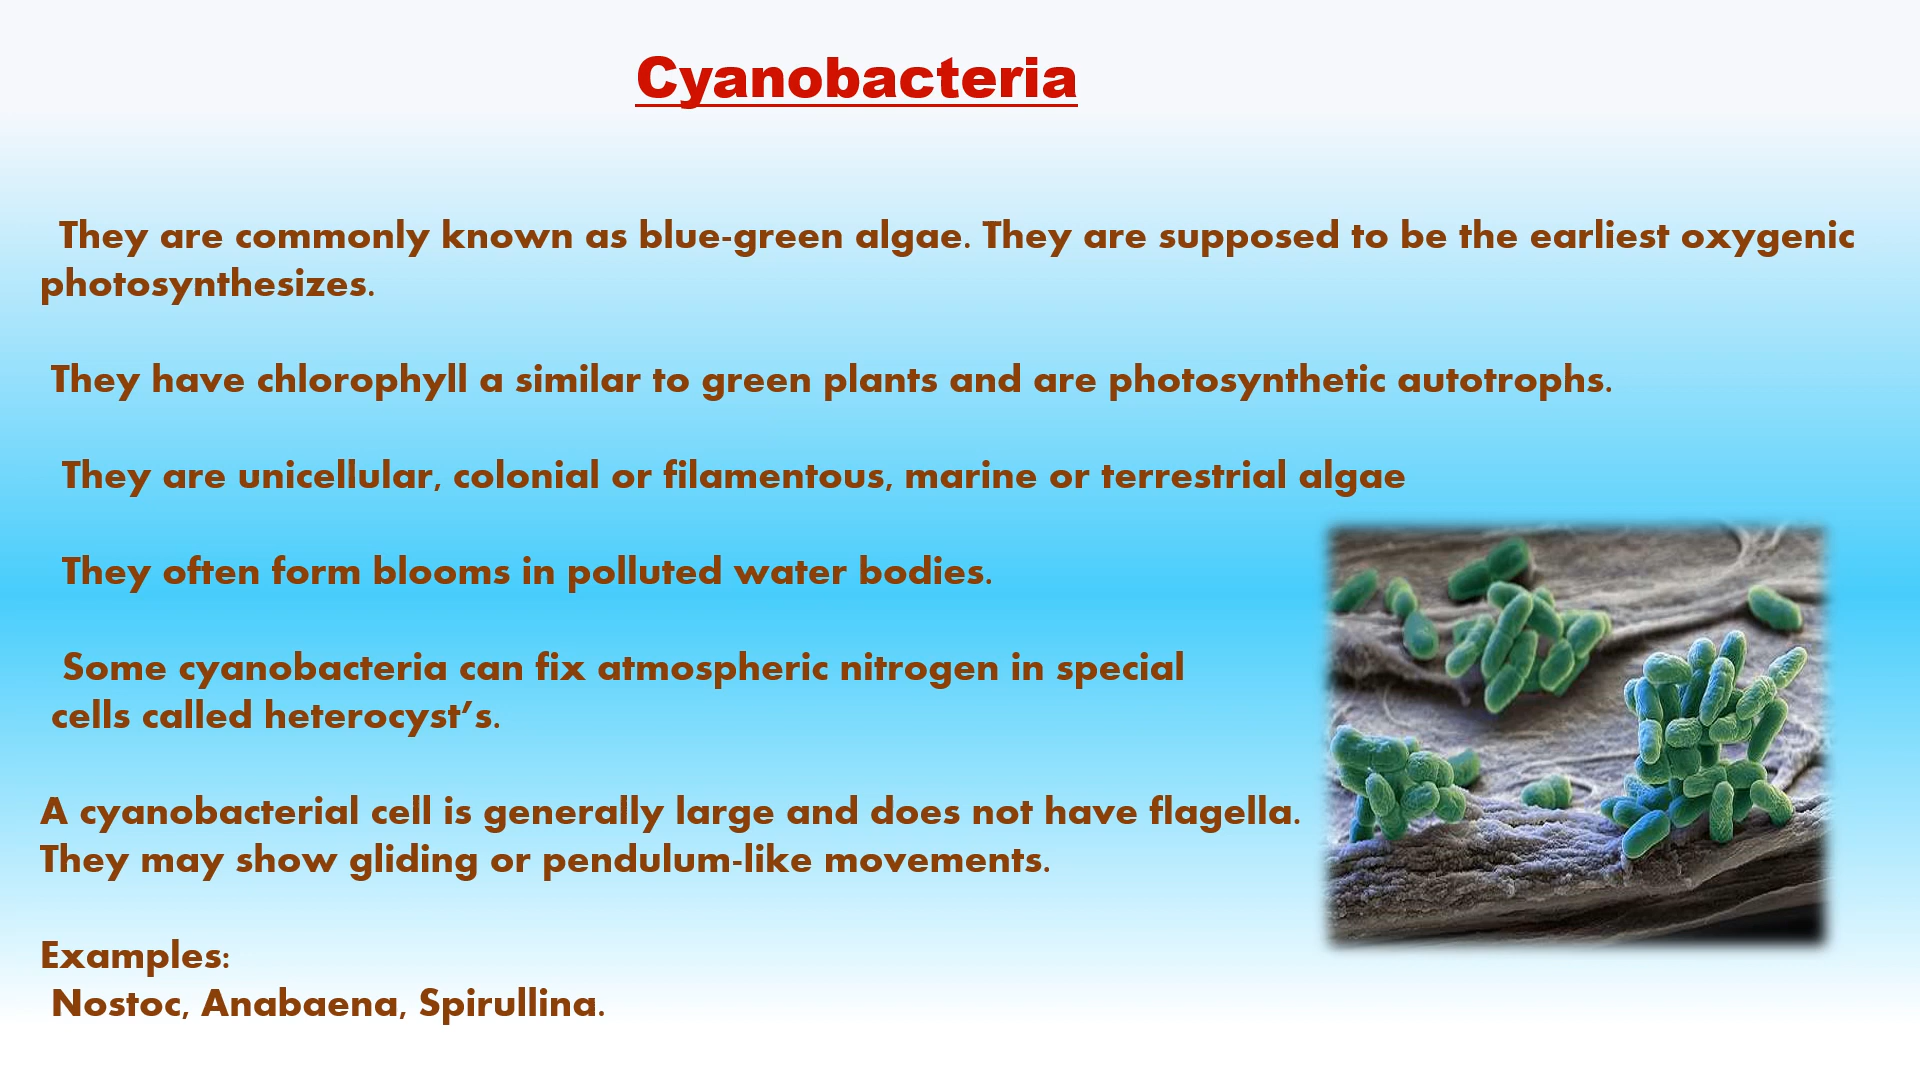 Cyanobacteria
They are commonly known as blue-green algae. They are supposed to be the earliest oxygenic
photosynthesizes.
They have chlorophyll a similar to green plants and are photosynthetic autotrophs.
They are unicellular, colonial or filamentous, marine or terrestrial algae
They often form blooms in polluted water bodies.
Some cyanobacteria can fix atmospheric nitrogen in special
cells called heterocyst’s.
A cyanobacterial cell is generally large and does not have flagella.
They may show gliding or pendulum-like movements.
Examples:
Nostoc, Anabaena, Spirullina.